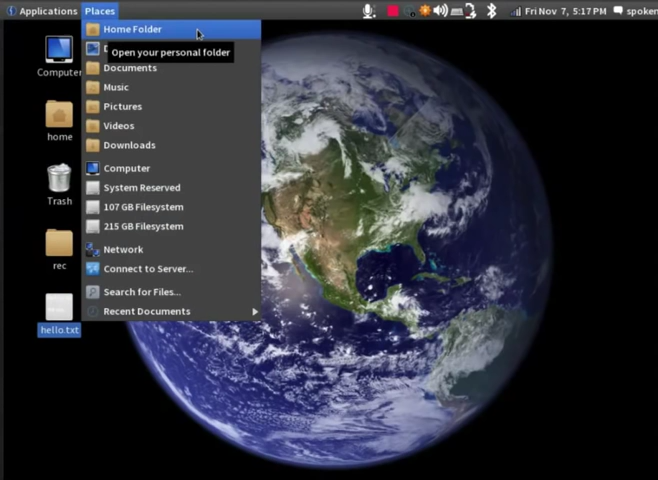 Applications Places Fri Nov 7, 5:17 PM spoken
Home Folder
Open your personal folder
Documents
Music
Pictures
Videos
Downloads
Computer
System Reserved
107 GB Filesystem
215 GB Filesystem
Network
Connect to Server...
Search for Files...
Recent Documents
Computer
home
Trash
rec
hello.txt